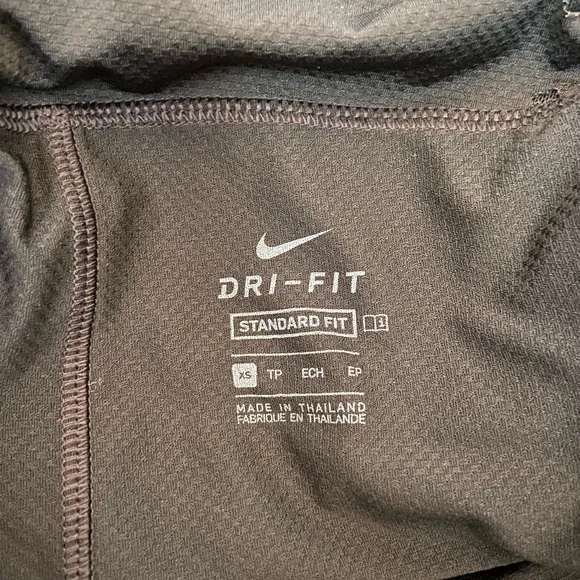 DRI-FIT
STANDARD FIT
XS TP ECH EP
MADE IN THAILAND
FABRIQUE EN THAILANDE